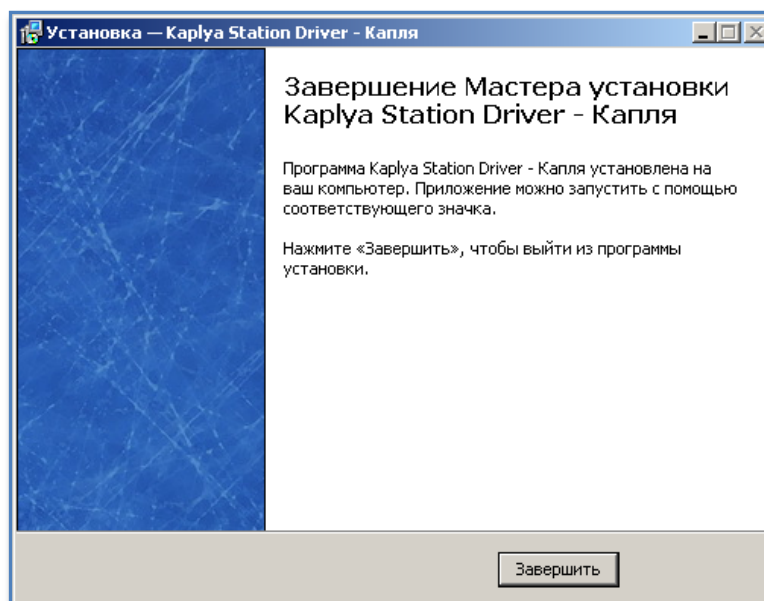 Установка — Kaplya Station Driver - Капля
Завершение Мастера установки
Kaplya Station Driver - Капля
Программа Kaplya Station Driver - Капля установлена на
ваш компьютер. Приложение можно запустить с помощью
соответствующего значка.
Нажмите «Завершить», чтобы выйти из программы
установки.
Завершить